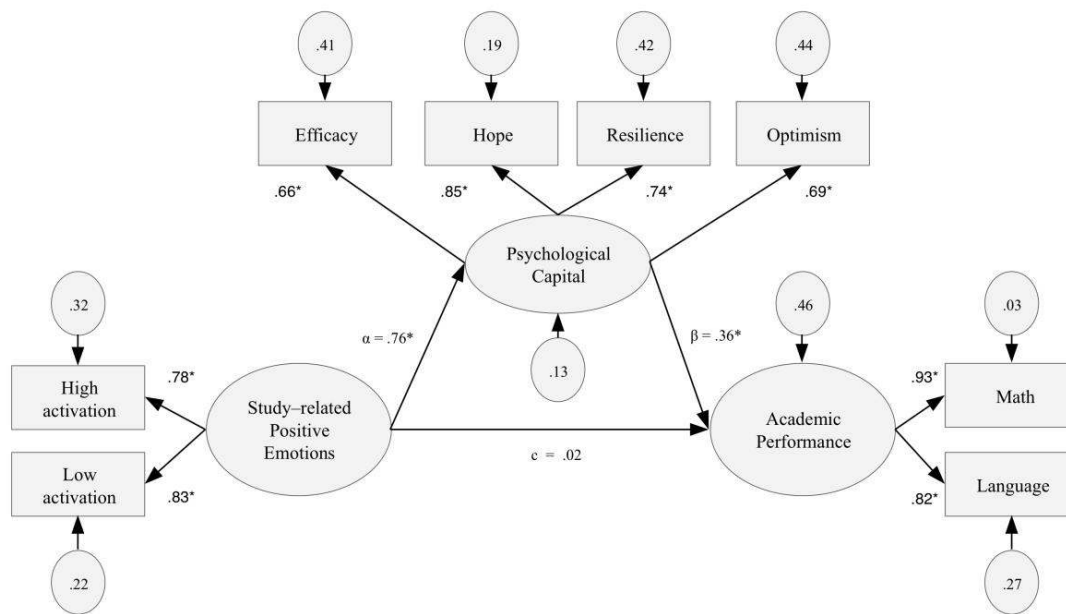 .41
.19
.42
.44
Efficacy
Hope
Resilience
Optimism
.66*
.85*
.74*
.69*
Psychological
Capital
.32
.46
.03
α = .76*
β = .36*
.13
High
activation
.78*
Study–related
Positive
Emotions
Academic
Performance
.93*
Math
c = .02
Low
activation
.83*
.82*
Language
.22
.27